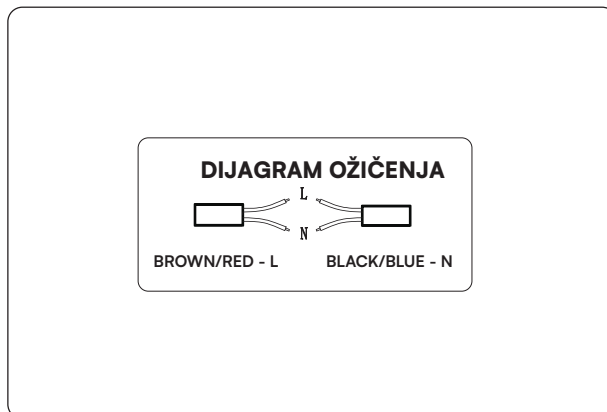 DIJAGRAM OŽIČENJA
L
N
BROWN/RED - L BLACK/BLUE - N